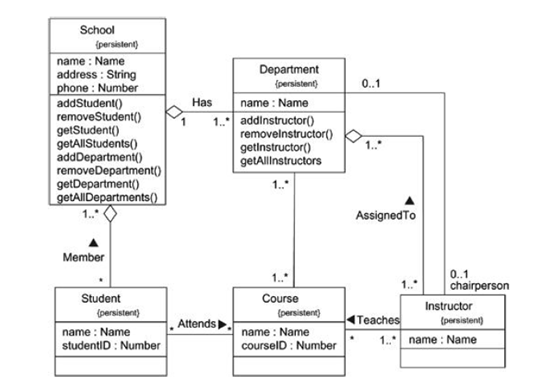 School
{persistent}
name : Name
address : String
phone : Number
addStudent()
removeStudent()
getStudent()
getAllStudents()
addDepartment()
removeDepartment()
getDepartment()
getAllDepartments()
Has
1
1..*
Department
{persistent}
name : Name
addInstructor()
removeInstructor()
getInstructor()
getAllInstructors
0..1
1..*
1..*
AssignedTo
1..*
Member
*
1..*
1..*
0..1
chairperson
Student
{persistent}
name : Name
studentID : Number
* Attends *
Course
{persistent}
name : Name
courseID : Number
Teaches
* 1..*
Instructor
{persistent}
name : Name